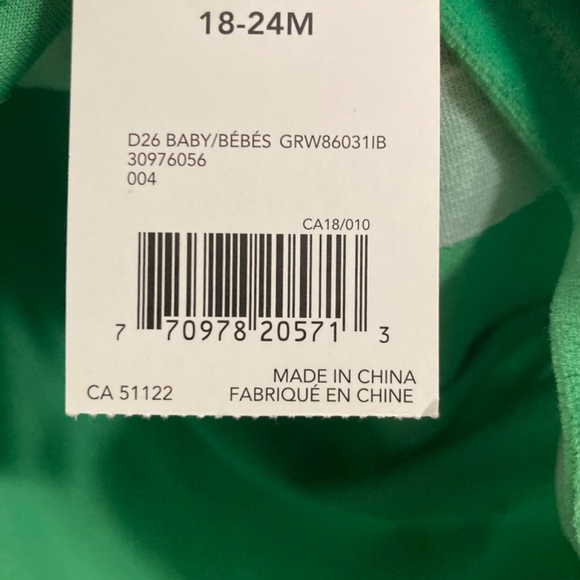 18-24M
D26 BABY/BÉBÉS GRW86031IB
30976056
004
CA18/010
7 70978 20571 3
MADE IN CHINA
CA 51122 FABRIQUÉ EN CHINE